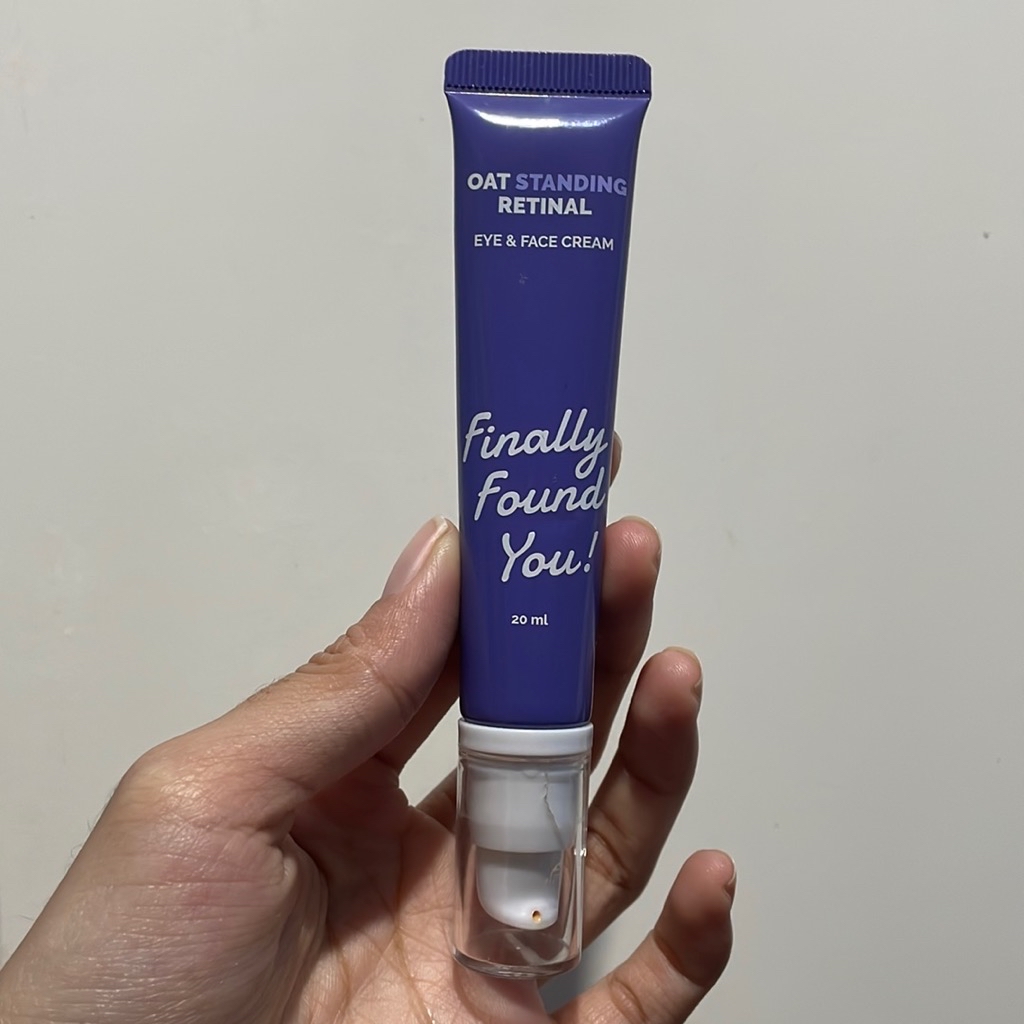 OAT STANDING
RETINAL
EYE & FACE CREAM
Finally
Found
You!
20 ml